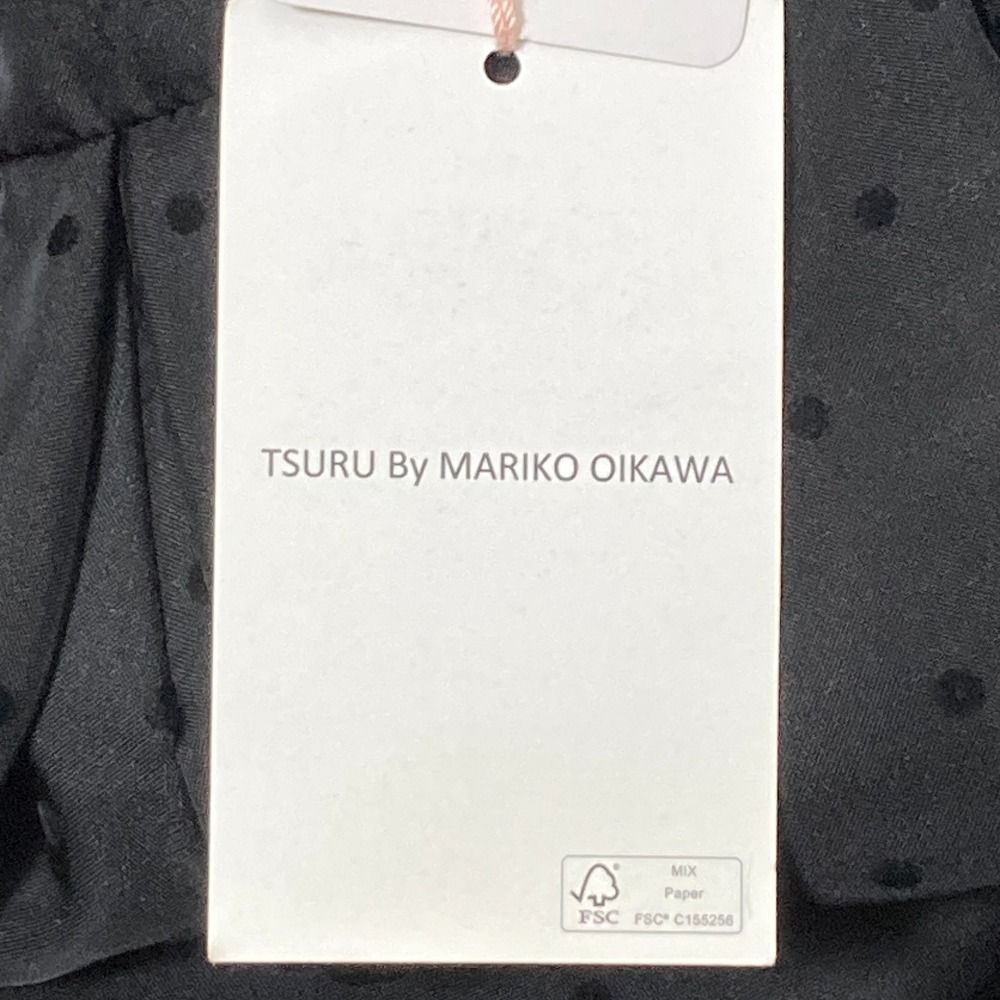 TSURU By MARIKO OIKAWA
MIX
Paper
FSC® C155256
FSC